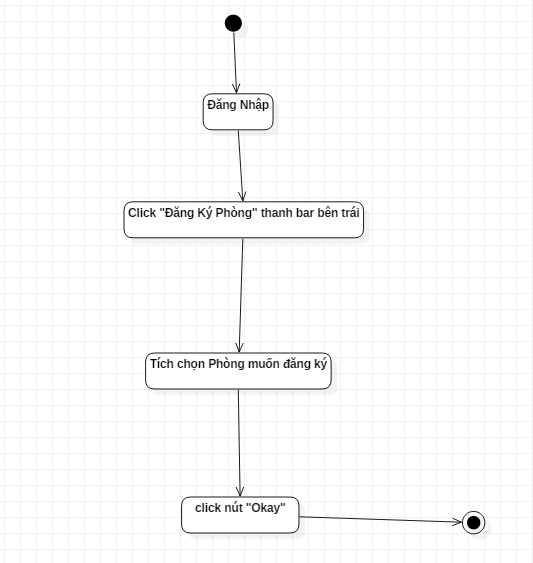 Đăng Nhập
Click "Đăng Ký Phòng" thanh bar bên trái
Tích chọn Phòng muốn đăng ký
click nút "Okay"